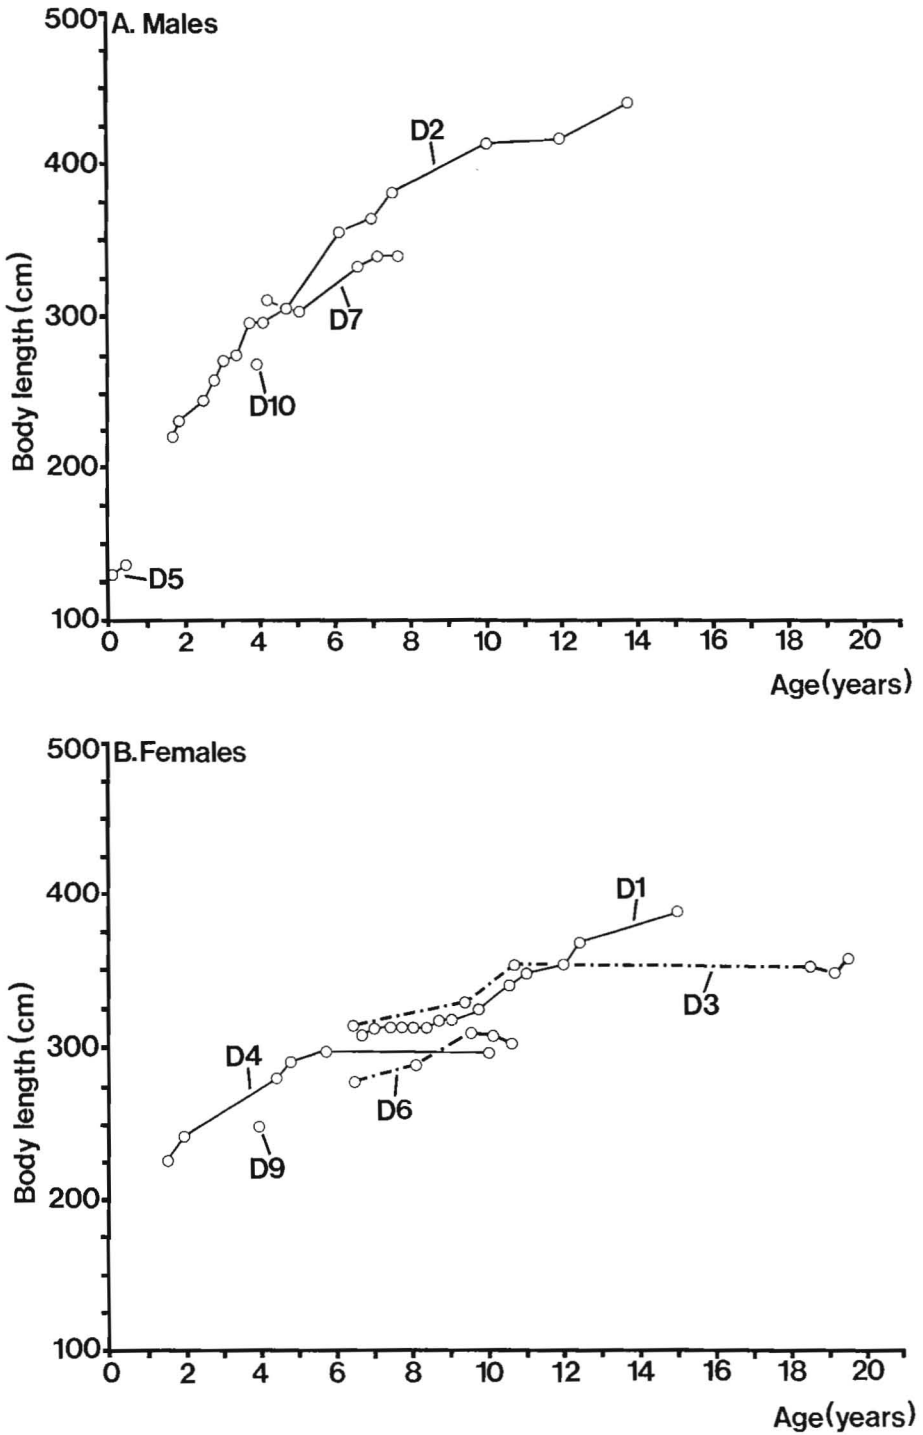 A. Males
500
400
300
200
100
Body length (cm)
D2
D7
D10
D5
0 2 4 6 8 10 12 14 16 18 20
Age (years)
B. Females
500
400
300
200
100
Body length (cm)
D1
D3
D4
D6
D9
0 2 4 6 8 10 12 14 16 18 20
Age (years)